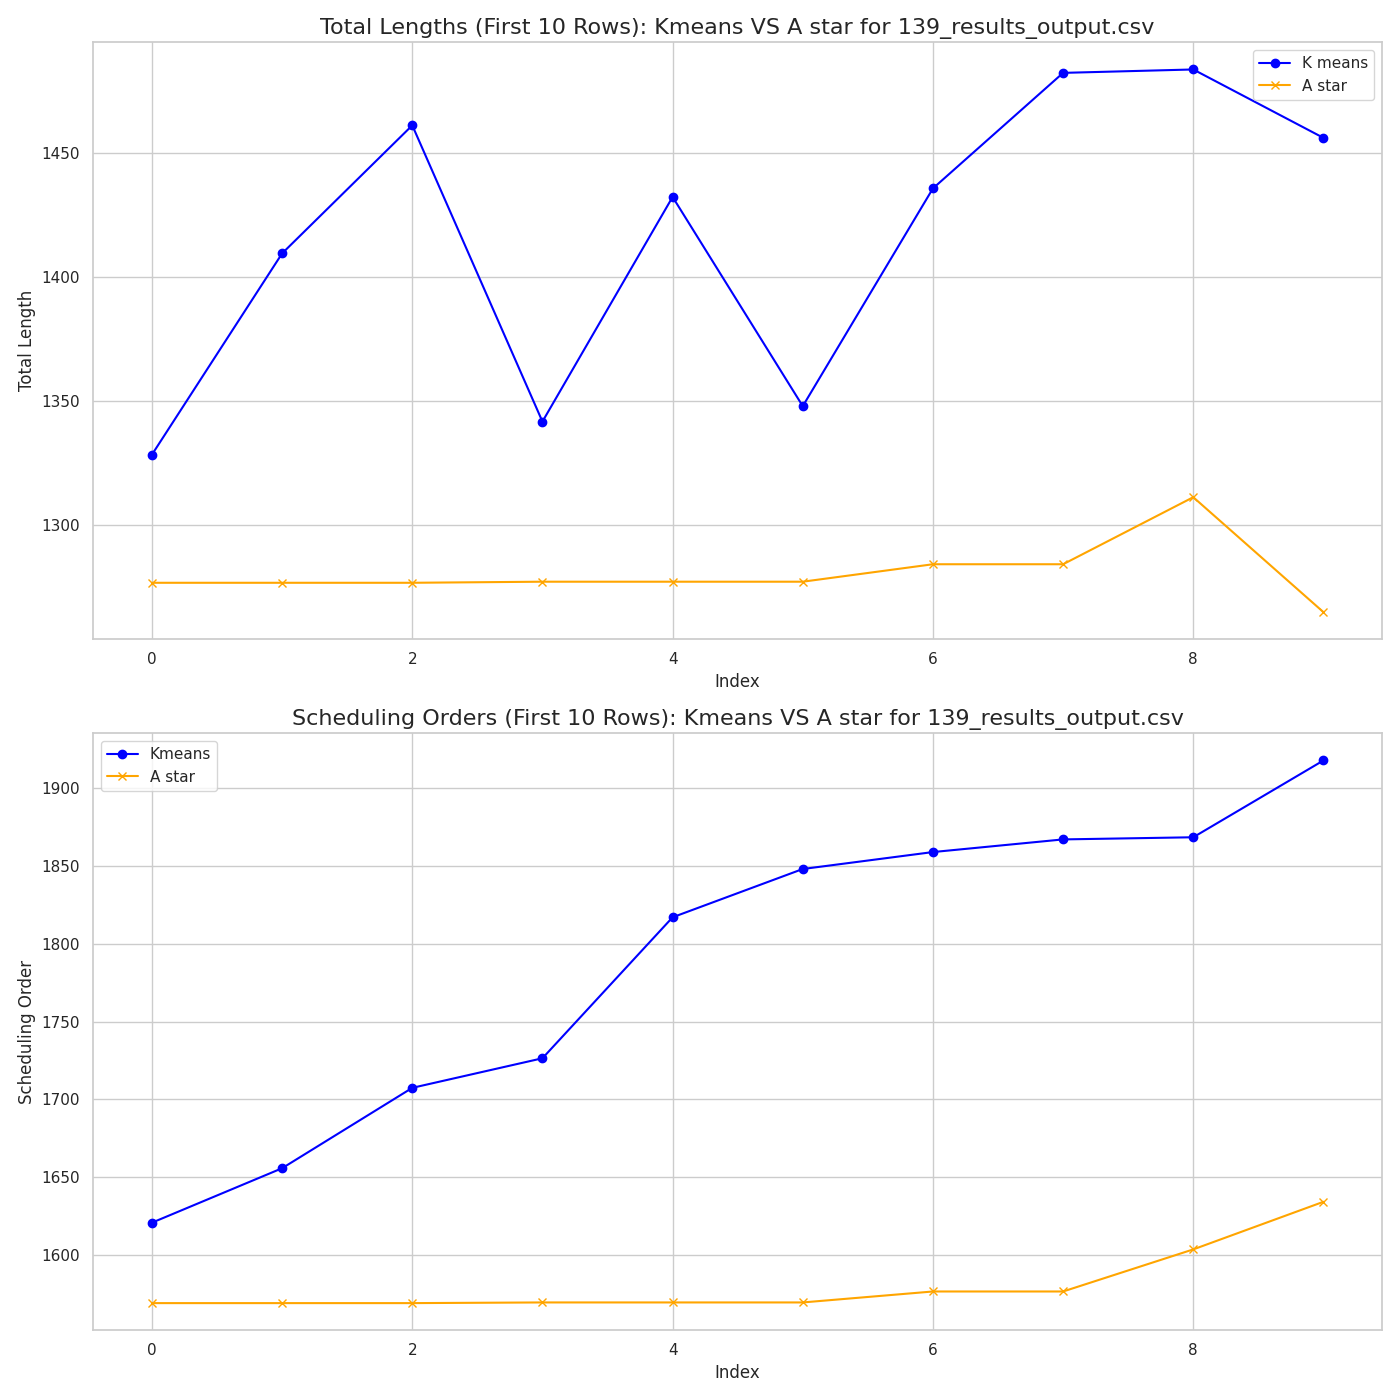 Total Lengths (First 10 Rows): Kmeans VS A star for 139_results_output.csv
K means
A star
1450
1400
1350
1300
Total Length
0 2 4 6 8
Index
Scheduling Orders (First 10 Rows): Kmeans VS A star for 139_results_output.csv
Kmeans
A star
1900
1850
1800
1750
1700
1650
1600
Scheduling Order
0 2 4 6 8
Index